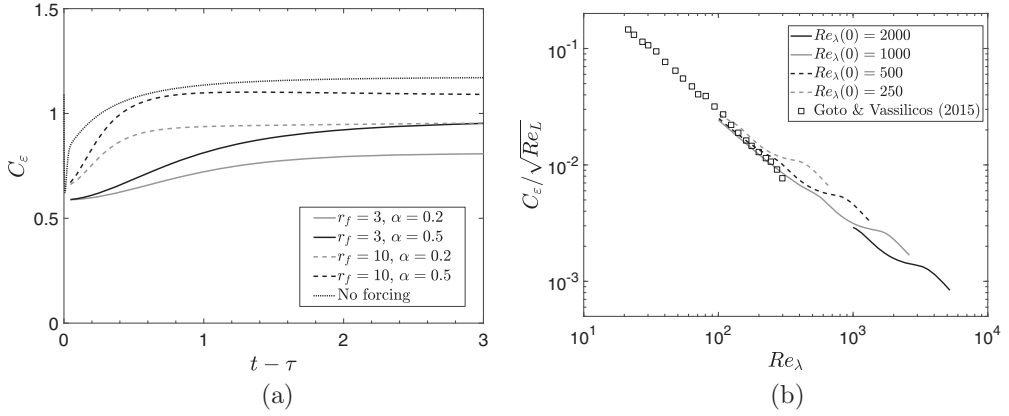 1.5
1
0.5
0
0
1
2
3
C_ε
t − τ
r_f = 3, α = 0.2
r_f = 3, α = 0.5
r_f = 10, α = 0.2
r_f = 10, α = 0.5
No forcing
(a)
10^-1
10^-2
10^-3
10^1
10^2
10^3
10^4
C_ε/√Re_L
Re_λ
Re_λ(0) = 2000
Re_λ(0) = 1000
Re_λ(0) = 500
Re_λ(0) = 250
Goto & Vassilicos (2015)
(b)